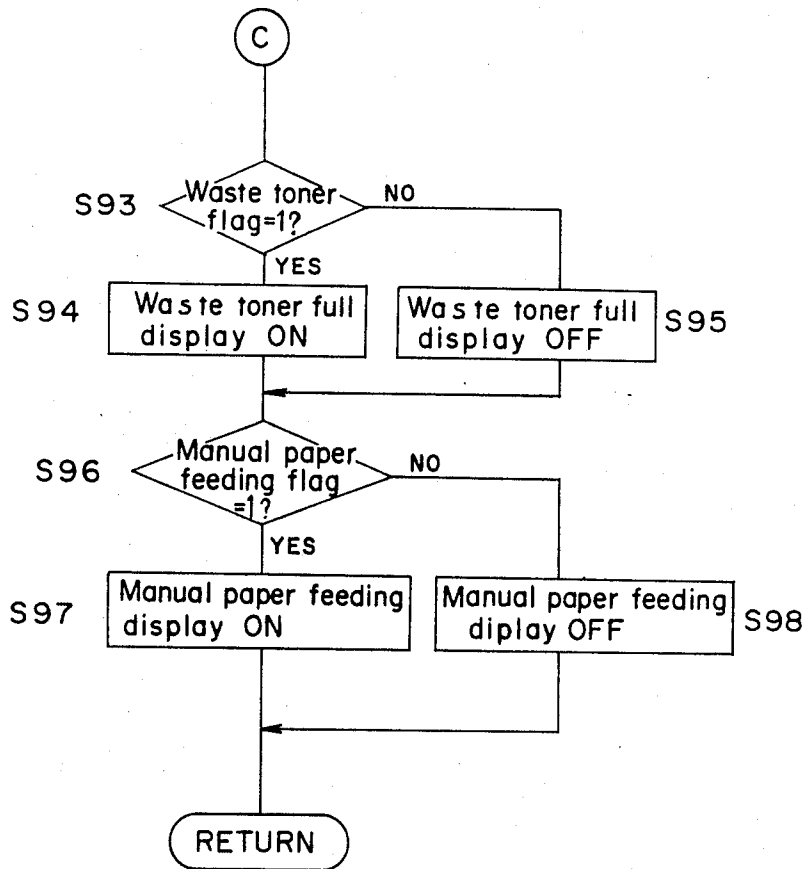 C
S93
Waste toner
flag=1?
NO
YES
S94
Waste toner full
display ON
Waste toner full
display OFF
S95
S96
Manual paper
feeding flag
=1?
NO
YES
S97
Manual paper feeding
display ON
Manual paper feeding
diplay OFF
S98
RETURN